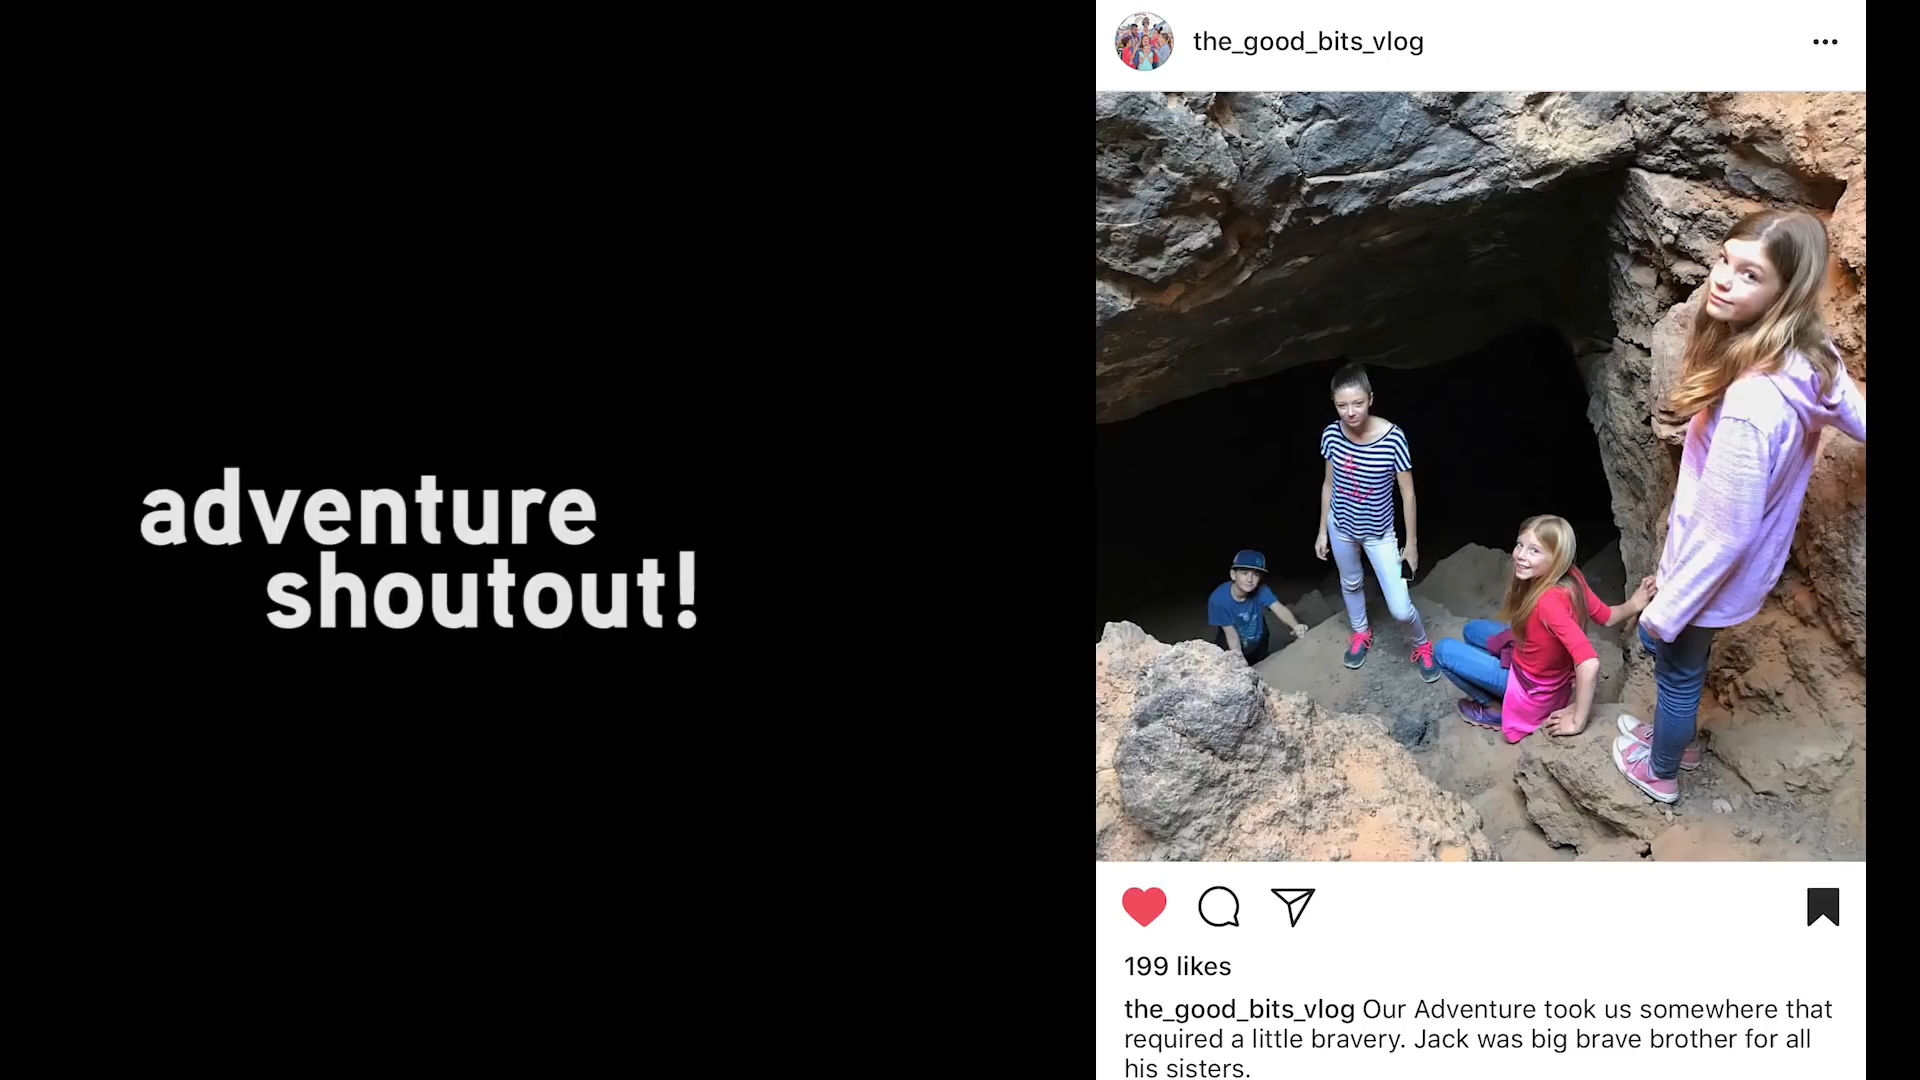 adventure
shoutout!
the_good_bits_vlog
199 likes
the_good_bits_vlog Our Adventure took us somewhere that
required a little bravery. Jack was big brave brother for all
his sisters.